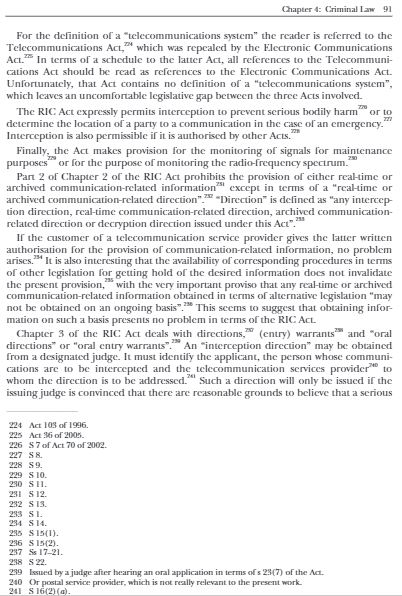 Chapter 4: Criminal Law 91
For the definition of a “telecommunications system” the reader is referred to the
Telecommunications Act,224 which was repealed by the Electronic Communications
Act.225 In terms of a schedule to the latter Act, all references to the Telecommuni-
cations Act should be read as references to the Electronic Communications Act.
Unfortunately, that Act contains no definition of a “telecommunications system”,
which leaves an uncomfortable legislative gap between the three Acts involved.
The RIC Act expressly permits interception to prevent serious bodily harm226 or to
determine the location of a party to a communication in the case of an emergency.227
Interception is also permissible if it is authorised by other Acts.228
Finally, the Act makes provision for the monitoring of signals for maintenance
purposes229 or for the purpose of monitoring the radio-frequency spectrum.230
Part 2 of Chapter 2 of the RIC Act prohibits the provision of either real-time or
archived communication-related information231 except in terms of a “real-time or
archived communication-related direction”.232 “Direction” is defined as “any intercep-
tion direction, real-time communication-related direction, archived communication-
related direction or decryption direction issued under this Act”.233
If the customer of a telecommunication service provider gives the latter written
authorisation for the provision of communication-related information, no problem
arises.234 It is also interesting that the availability of corresponding procedures in terms
of other legislation for getting hold of the desired information does not invalidate
the present provision,235 with the very important proviso that any real-time or archived
communication-related information obtained in terms of alternative legislation “may
not be obtained on an ongoing basis”.236 This seems to suggest that obtaining infor-
mation on such a basis presents no problem in terms of the RIC Act.
Chapter 3 of the RIC Act deals with directions,237 (entry) warrants238 and “oral
directions” or “oral entry warrants”.239 An “interception direction” may be obtained
from a designated judge. It must identify the applicant, the person whose communi-
cations are to be intercepted and the telecommunication services provider240 to
whom the direction is to be addressed.241 Such a direction will only be issued if the
issuing judge is convinced that there are reasonable grounds to believe that a serious
224 Act 103 of 1996.
225 Act 36 of 2005.
226 S 7 of Act 70 of 2002.
227 S 8.
228 S 9.
229 S 10.
230 S 11.
231 S 12.
232 S 13.
233 S 1.
234 S 14.
235 S 15(1).
236 S 15(2).
237 Ss 17–21.
238 S 22.
239 Issued by a judge after hearing an oral application in terms of s 23(7) of the Act.
240 Or postal service provider, which is not really relevant to the present work.
241 S 16(2)(a).